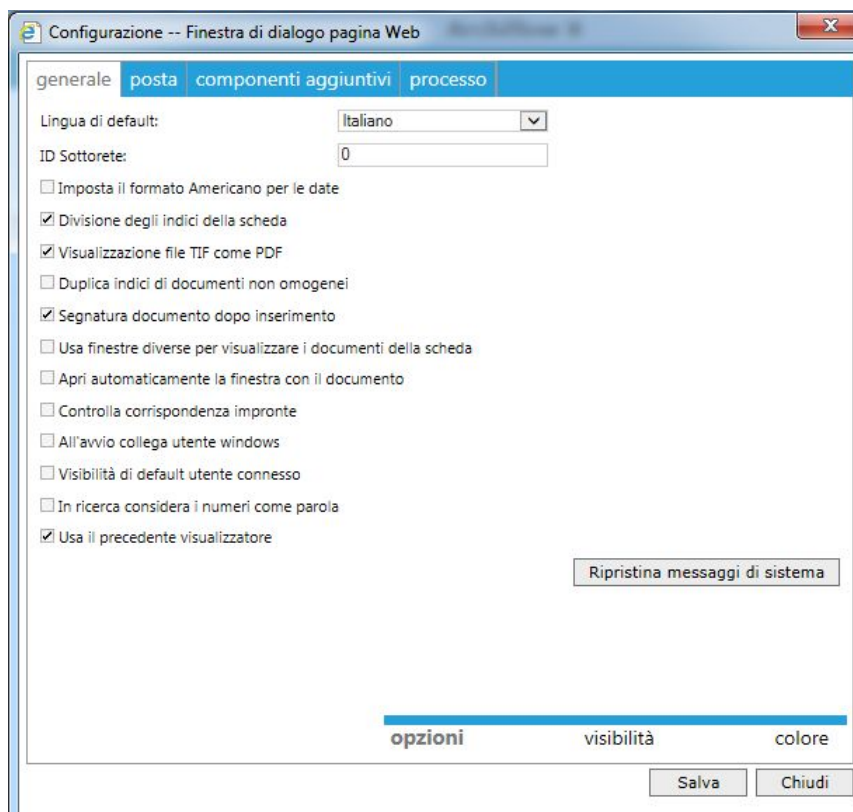 Configurazione -- Finestra di dialogo pagina Web
x
generale posta componenti aggiuntivi processo
Lingua di default: Italiano
ID Sottorete: 0
Imposta il formato Americano per le date
Divisione degli indici della scheda
Visualizzazione file TIF come PDF
Duplica indici di documenti non omogenei
Segnatura documento dopo inserimento
Usa finestre diverse per visualizzare i documenti della scheda
Apri automaticamente la finestra con il documento
Controlla corrispondenza impronte
All'avvio collega utente windows
Visibilità di default utente connesso
In ricerca considera i numeri come parola
Usa il precedente visualizzatore
Ripristina messaggi di sistema
opzioni visibilità colore
Salva Chiudi